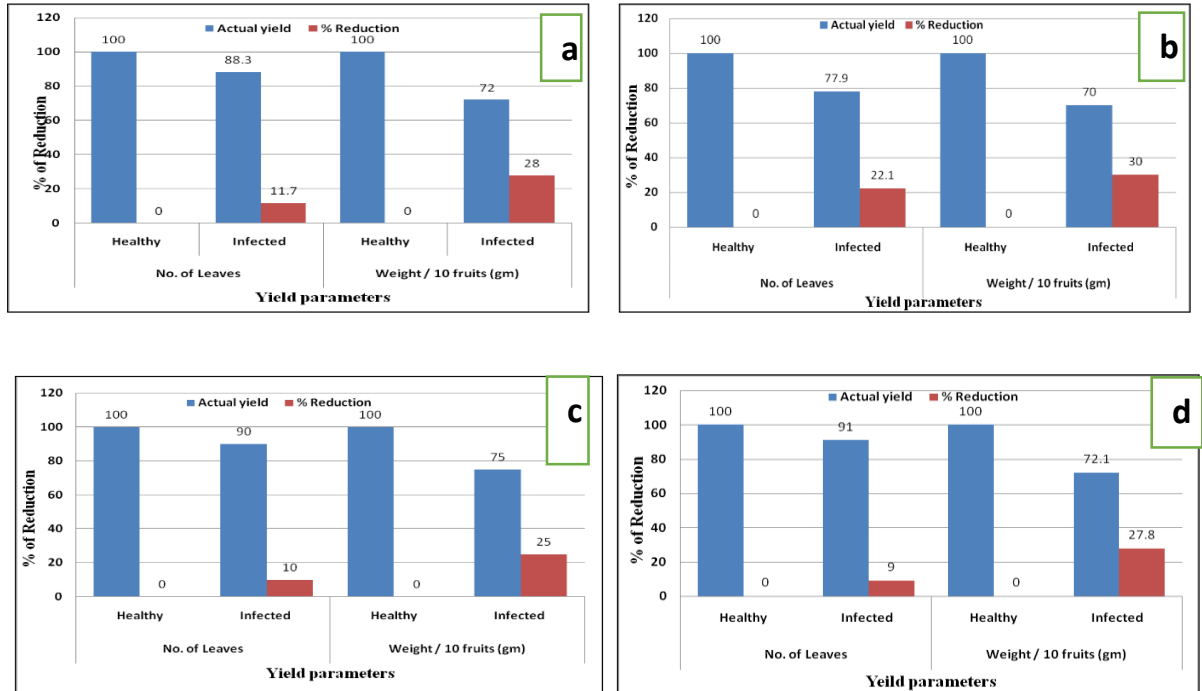 a
Actual yield % Reduction
120
100
80
60
40
20
0
% of Reduction
100 0 88.3 11.7 100 0 72 28
Healthy Infected Healthy Infected
No. of Leaves Weight / 10 fruits (gm)
Yield parameters
b
Actual yield % Reduction
120
100
80
60
40
20
0
% of Reduction
100 0 77.9 22.1 100 0 70 30
Healthy Infected Healthy Infected
No. of Leaves Weight / 10 fruits (gm)
Yield parameters
c
Actual yield % Reduction
120
100
80
60
40
20
0
% of Reduction
100 0 90 10 100 0 75 25
Healthy Infected Healthy Infected
No. of Leaves Weight / 10 fruits (gm)
Yield parameters
d
Actual yield % Reduction
120
100
80
60
40
20
0
% of Reduction
100 0 91 9 100 0 72.1 27.8
Healthy Infected Healthy Infected
No. of Leaves Weight / 10 fruits (gm)
Yeild parameters